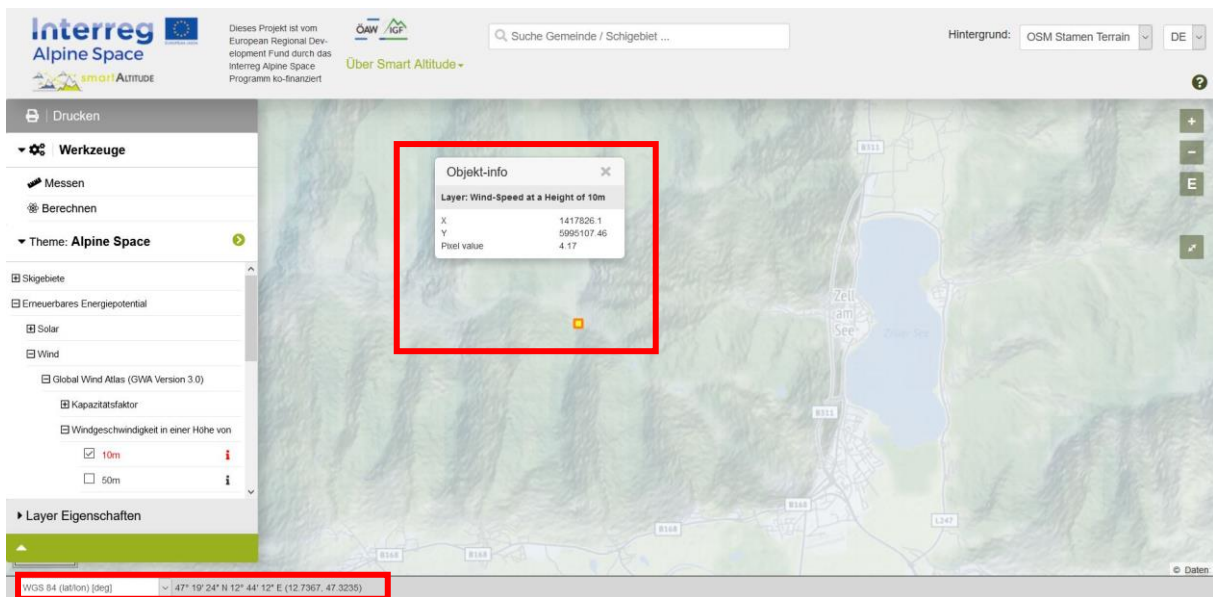 Interreg
Alpine Space
smartAltitude
Dieses Projekt ist vom
European Regional Dev-
elopment Fund durch das
Interreg Alpine Space
Programm ko-finanziert
ÖAW IGF
Über Smart Altitude
Suche Gemeinde / Schigebiet ...
Hintergrund: OSM Stamen Terrain DE
?
Drucken
Werkzeuge
Messen
Berechnen
Theme: Alpine Space
Skigebiete
Erneuerbares Energiepotential
Solar
Wind
Global Wind Atlas (GWA Version 3.0)
Kapazitätsfaktor
Windgeschwindigkeit in einer Höhe von
10m i
50m i
Layer Eigenschaften
WGS 84 (lat/lon) [deg] 47° 19' 24" N 12° 44' 12" E (12.7367, 47.3235)
Objekt-info ×
Layer: Wind-Speed at a Height of 10m
X 1417826.1
Y 5995107.46
Pixel value 4.17
B311
Zell
am
See
B311
B168
L247
B168
B168
B168
+
-
E
© Daten: